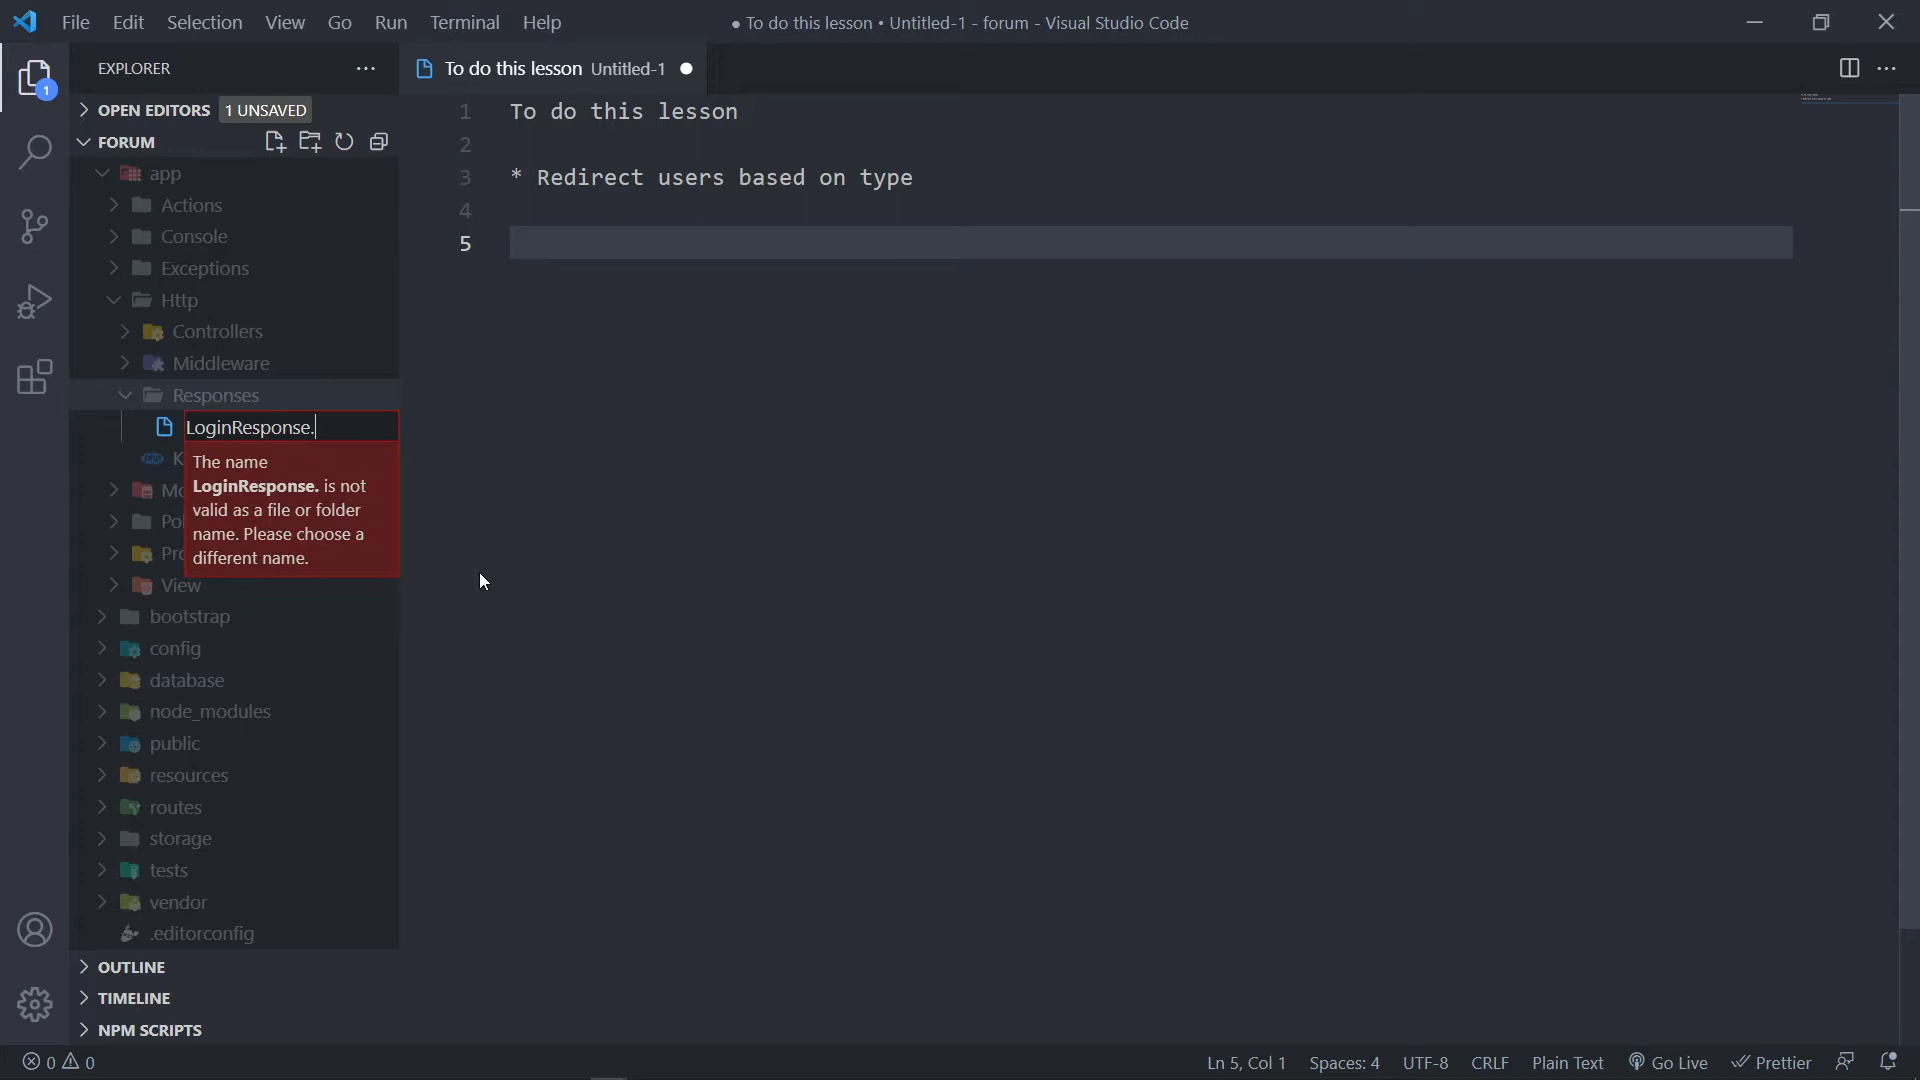 File Edit Selection View Go Run Terminal Help
● To do this lesson • Untitled-1 - forum - Visual Studio Code
EXPLORER
To do this lesson Untitled-1
1
OPEN EDITORS 1 UNSAVED
FORUM
app
Actions
Console
Exceptions
Http
Controllers
Middleware
Responses
LoginResponse.
K
The name
LoginResponse. is not
valid as a file or folder
name. Please choose a
different name.
Mo
Pol
Pro
View
bootstrap
config
database
node_modules
public
resources
routes
storage
tests
vendor
.editorconfig
OUTLINE
TIMELINE
NPM SCRIPTS
1 To do this lesson
2
3 * Redirect users based on type
4
5
0 0
Ln 5, Col 1 Spaces: 4 UTF-8 CRLF Plain Text Go Live Prettier